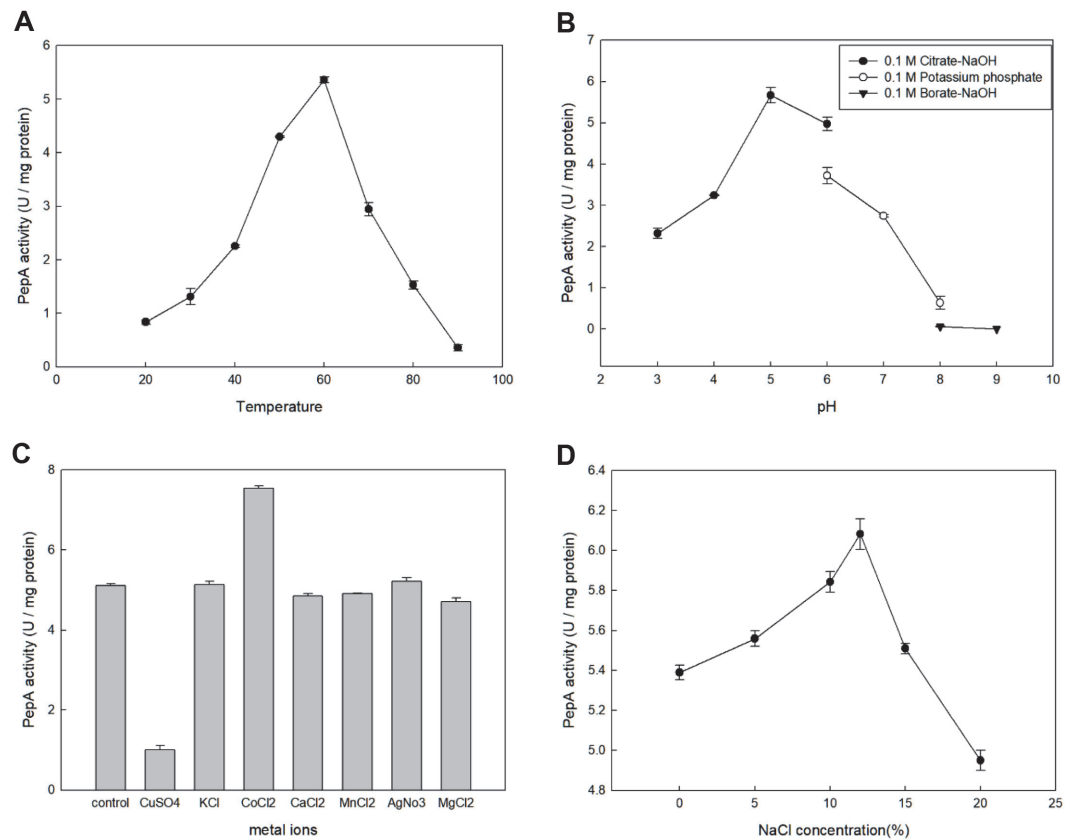 A
PepA activity (U / mg protein)
6
5
4
3
2
1
0
0 20 40 60 80 100
Temperature
B
PepA activity (U / mg protein)
7
6
5
4
3
2
1
0
2 3 4 5 6 7 8 9 10
pH
0.1 M Citrate-NaOH
0.1 M Potassium phosphate
0.1 M Borate-NaOH
C
PepA activity (U / mg protein)
8
6
4
2
0
control CuSO4 KCl CoCl2 CaCl2 MnCl2 AgNo3 MgCl2
metal ions
D
PepA activity (U / mg protein)
6.4
6.2
6.0
5.8
5.6
5.4
5.2
5.0
4.8
0 5 10 15 20 25
NaCl concentration(%)